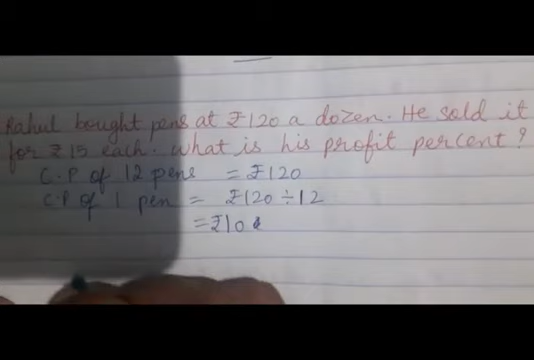 Rahul bought pens at ₹120 a dozen. He sold it
for ₹15 each. What is his profit percent?
C.P of 12 pens = ₹120
C.P of 1 pen = ₹120 ÷ 12
= ₹10